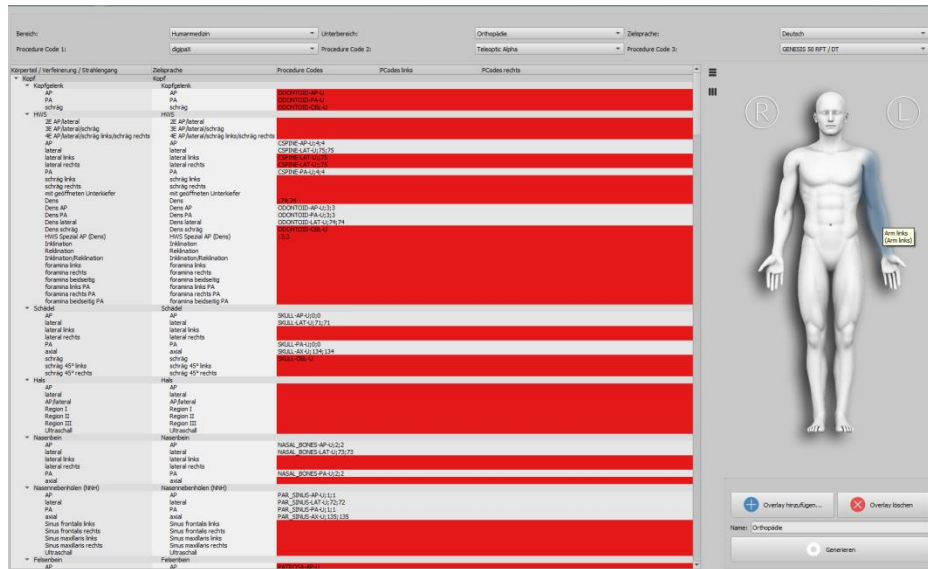 Bereich: Humanmedizin Unterbereich: Orthopädie Zielsprache: Deutsch
Procedure Code 1: digipaX Procedure Code 2: Teleoptic Alpha Procedure Code 3: GENESIS 50 RFT / DT
Körperteil / Verfeinerung / Strahlengang Zielsprache Procedure Codes PCodes links PCodes rechts
Kopf Kopf
Kopfgelenk Kopfgelenk
AP AP ODONTOID-AP-U
PA PA ODONTOID-PA-U
schräg schräg ODONTOID-OBL-U
HWS HWS
2E AP/lateral 2E AP/lateral
3E AP/lateral/schräg 3E AP/lateral/schräg
4E AP/lateral/schräg links/schräg rechts 4E AP/lateral/schräg links/schräg rechts
AP AP CSPINE-AP-U;4;4
lateral lateral CSPINE-LAT-U;75;75
lateral links lateral links CSPINE-LAT-U;75
lateral rechts lateral rechts CSPINE-LAT-U;75
PA PA CSPINE-PA-U;4;4
schräg links schräg links
schräg rechts schräg rechts
mit geöffneten Unterkiefer mit geöffneten Unterkiefer
Dens Dens ;74;74
Dens AP Dens AP ODONTOID-AP-U;3;3
Dens PA Dens PA ODONTOID-PA-U;3;3
Dens lateral Dens lateral ODONTOID-LAT-U;74;74
Dens schräg Dens schräg ODONTOID-OBL-U
HWS Spezial AP (Dens) HWS Spezial AP (Dens) ;3;3
Inklination Inklination
Reklination Reklination
Inklination/Reklination Inklination/Reklination
foramina links foramina links
foramina rechts foramina rechts
foramina beidseitig foramina beidseitig
foramina links PA foramina links PA
foramina rechts PA foramina rechts PA
foramina beidseitig PA foramina beidseitig PA
Schädel Schädel
AP AP SKULL-AP-U;0;0
lateral lateral SKULL-LAT-U;71;71
lateral links lateral links
lateral rechts lateral rechts
PA PA SKULL-PA-U;0;0
axial axial SKULL-AX-U;134;134
schräg schräg SKULL-OBL-U
schräg 45° links schräg 45° links
schräg 45° rechts schräg 45° rechts
Hals Hals
AP AP
lateral lateral
AP/lateral AP/lateral
Region I Region I
Region II Region II
Region III Region III
Ultraschall Ultraschall
Nasenbein Nasenbein
AP AP NASAL_BONES-AP-U;2;2
lateral lateral NASAL_BONES-LAT-U;73;73
lateral links lateral links
lateral rechts lateral rechts
PA PA NASAL_BONES-PA-U;2;2
axial axial
Nasennebenhölen (NNH) Nasennebenhölen (NNH)
AP AP PAR_SINUS-AP-U;1;1
lateral lateral PAR_SINUS-LAT-U;72;72
PA PA PAR_SINUS-PA-U;1;1
axial axial PAR_SINUS-AX-U;135;135
Sinus frontalis links Sinus frontalis links
Sinus frontalis rechts Sinus frontalis rechts
Sinus maxillaris links Sinus maxillaris links
Sinus maxillaris rechts Sinus maxillaris rechts
Ultraschall Ultraschall
Felsenbein Felsenbein
AP AP
R L
Arm links
(Arm links)
Overlay hinzufügen... Overlay löschen
Name: Orthopädie
Generieren